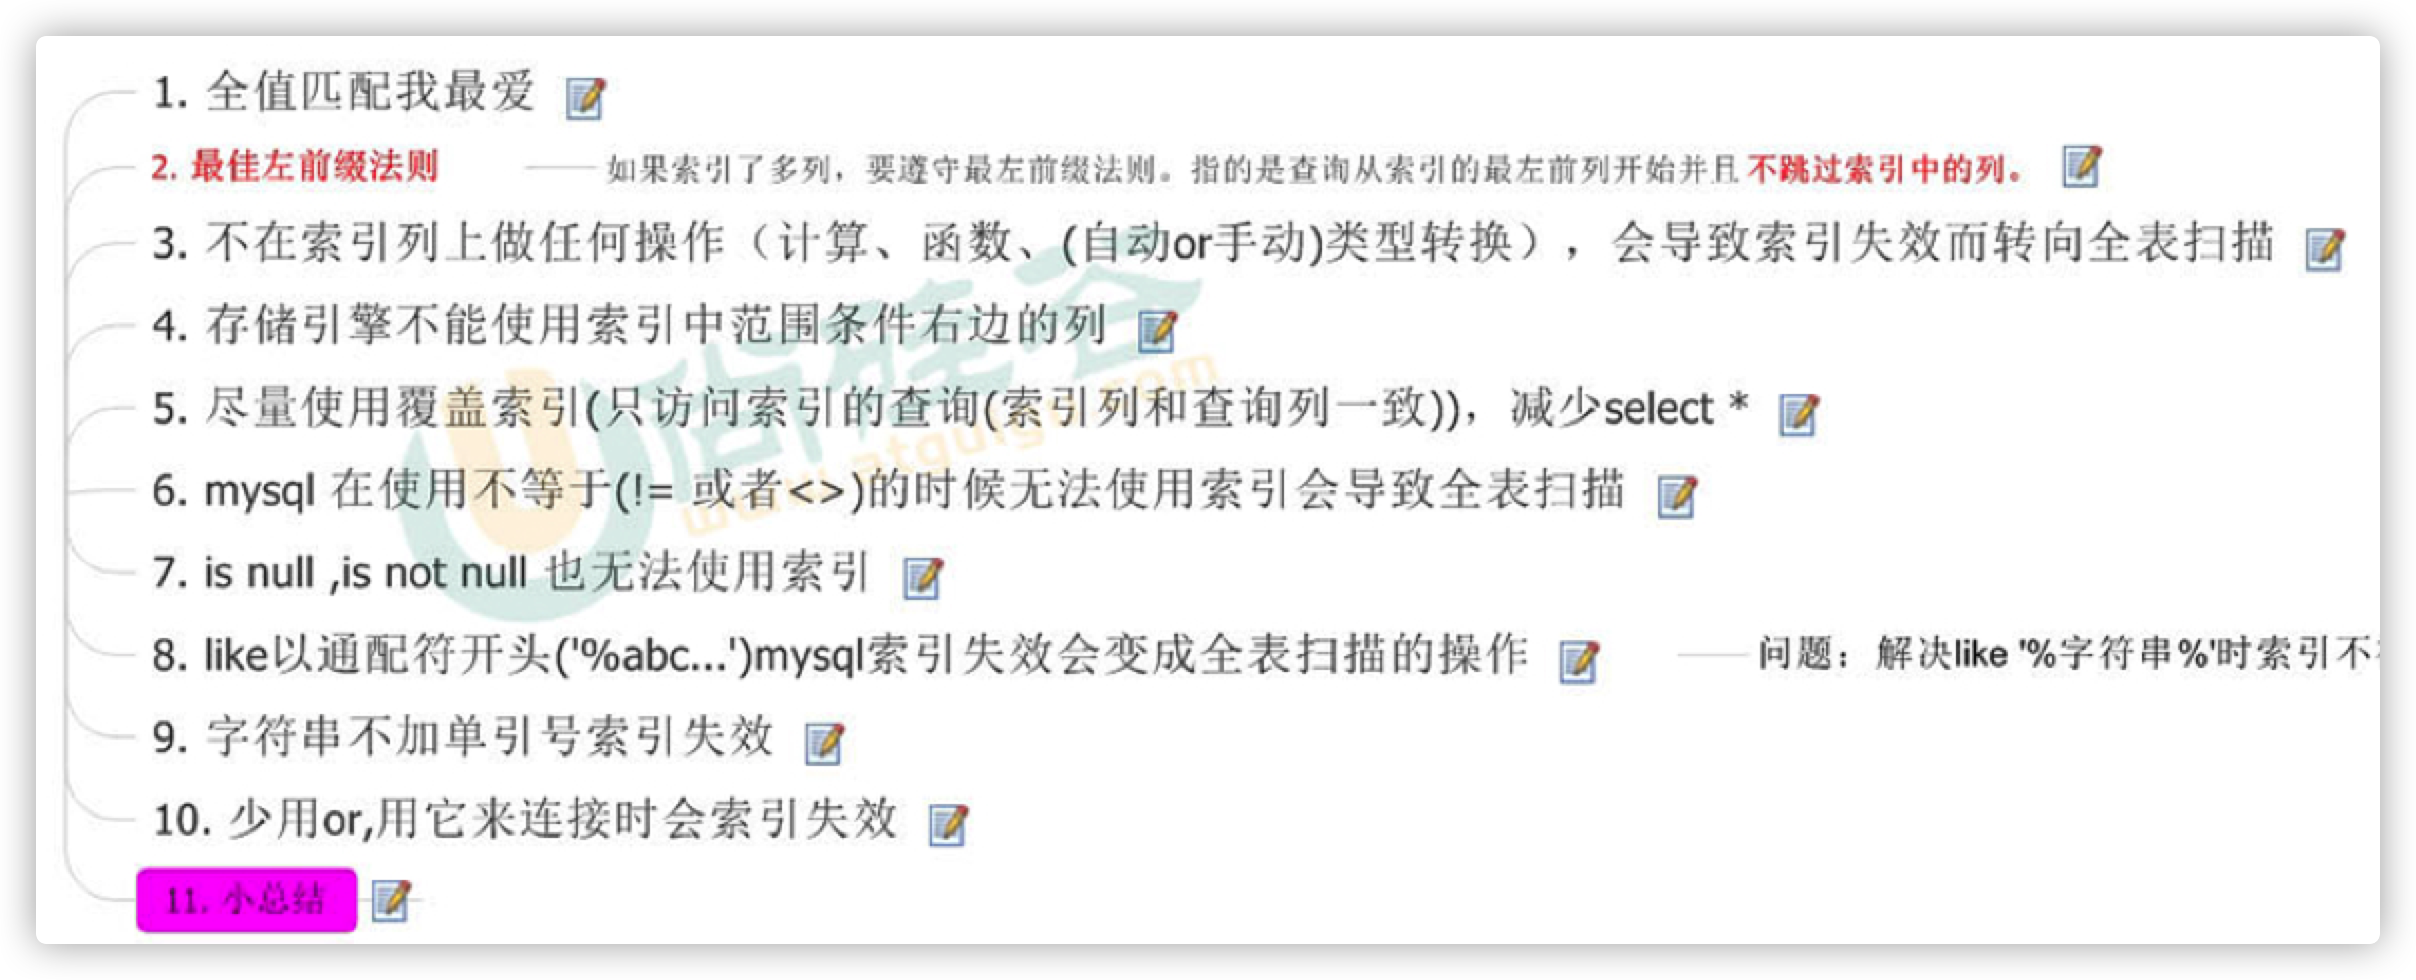 1. 全值匹配我最爱
2. 最佳左前缀法则 如果索引了多列，要遵守最左前缀法则。指的是查询从索引的最左前列开始并且 不跳过索引中的列。
3. 不在索引列上做任何操作（计算、函数、(自动or手动)类型转换），会导致索引失效而转向全表扫描
4. 存储引擎不能使用索引中范围条件右边的列
5. 尽量使用覆盖索引(只访问索引的查询(索引列和查询列一致))，减少select *
6. mysql 在使用不等于(!= 或者<>)的时候无法使用索引会导致全表扫描
7. is null ,is not null 也无法使用索引
8. like以通配符开头('%abc...')mysql索引失效会变成全表扫描的操作 问题：解决like '%字符串%'时索引不
9. 字符串不加单引号索引失效
10. 少用or,用它来连接时会索引失效
11. 小总结
尚硅谷
www.atguigu.com